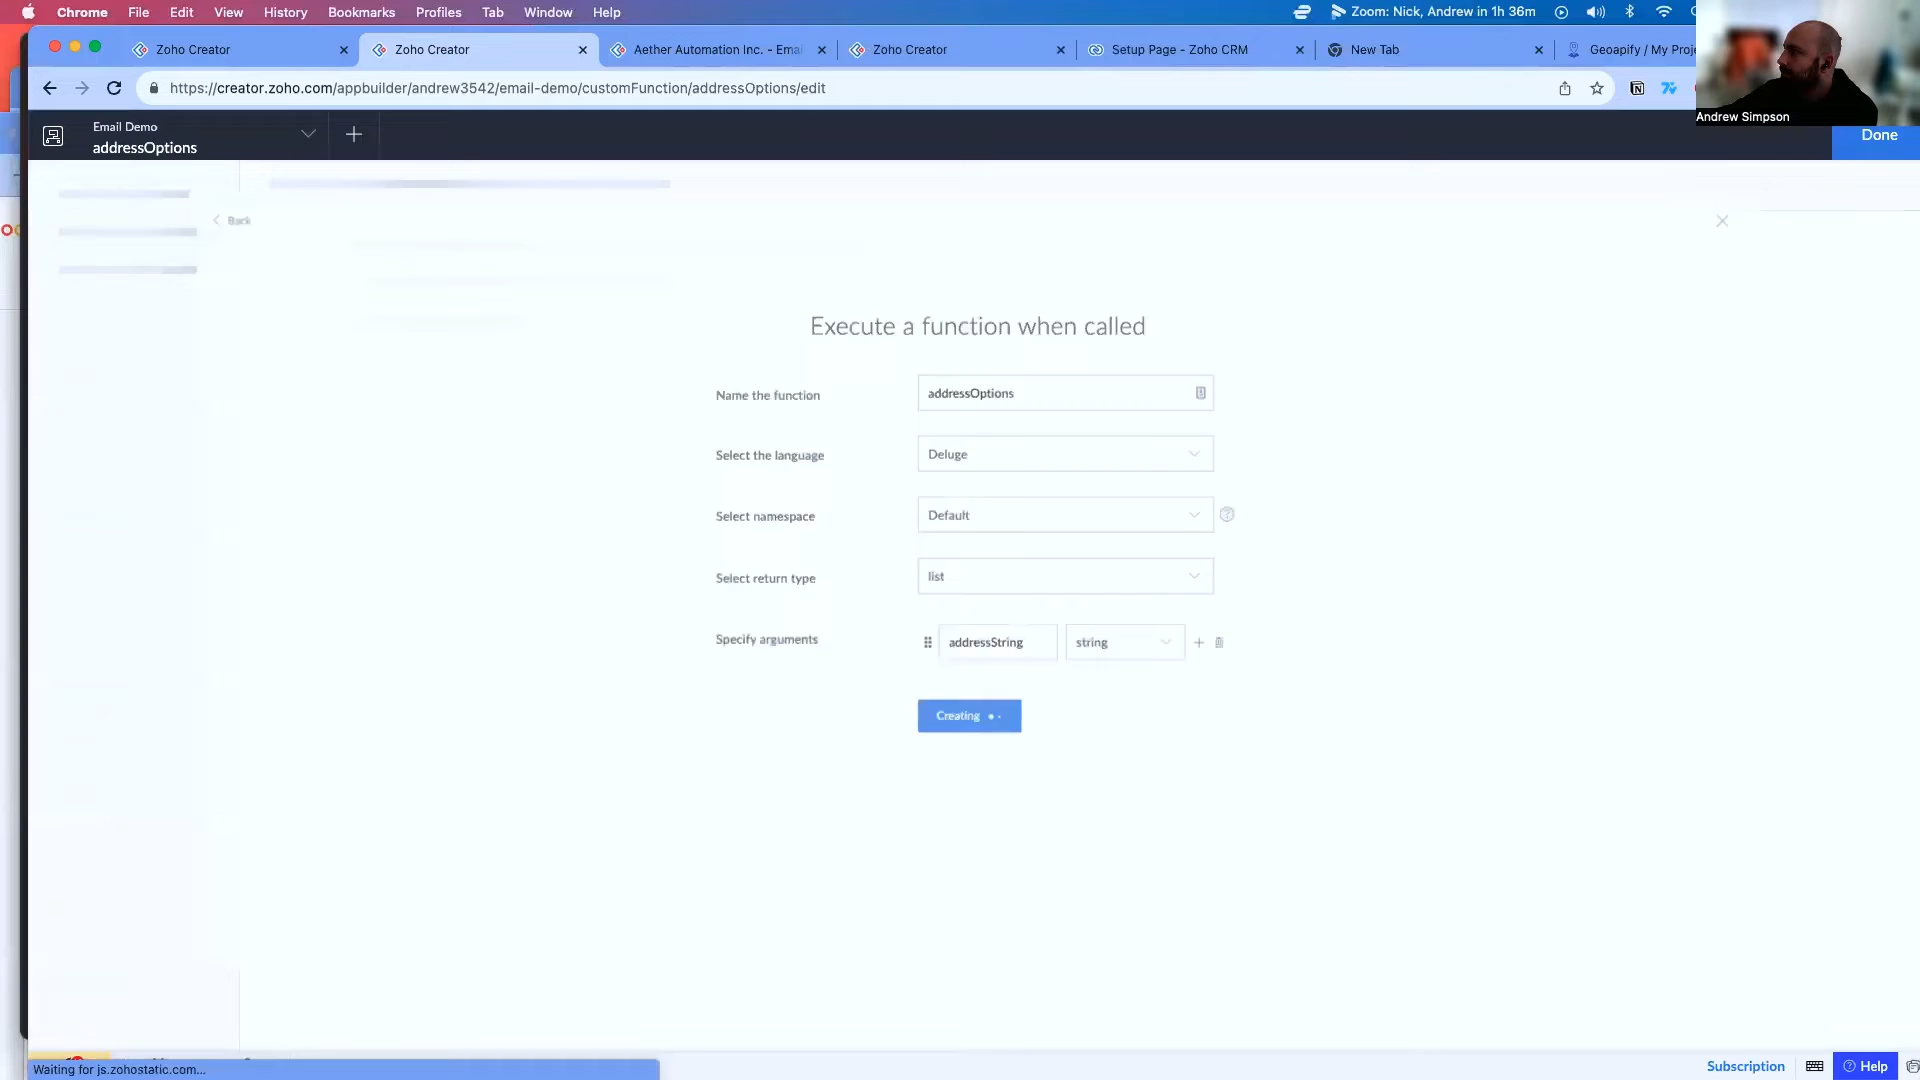 Chrome File Edit View History Bookmarks Profiles Tab Window Help Zoom: Nick, Andrew in 1h 36m
Zoho Creator Zoho Creator Aether Automation Inc. - Emai Zoho Creator Setup Page - Zoho CRM New Tab Geoapify / My Proje
https://creator.zoho.com/appbuilder/andrew3542/email-demo/customFunction/addressOptions/edit
Andrew Simpson
Email Demo
addressOptions
Done
Back
Execute a function when called
Name the function addressOptions
Select the language Deluge
Select namespace Default
Select return type list
Specify arguments addressString string
Creating
Waiting for js.zohostatic.com...
Subscription Help